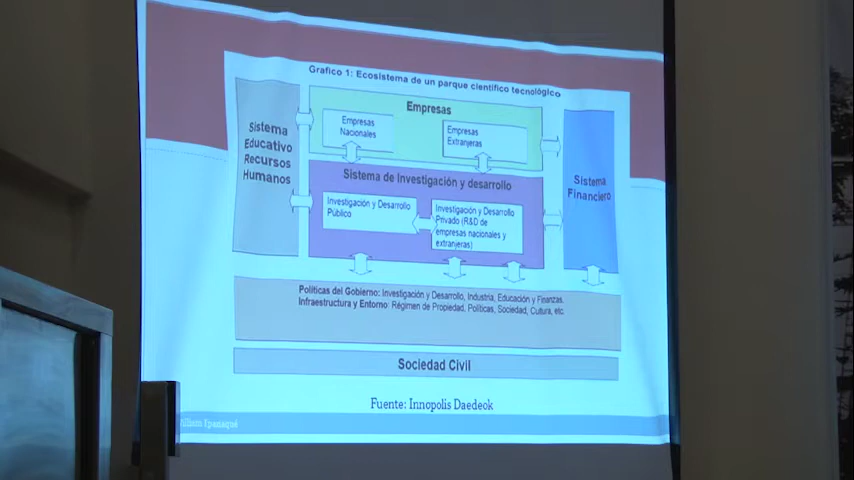 Grafico 1: Ecosistema de un parque científico tecnológico
Empresas
Empresas
Nacionales
Empresas
Extranjeras
Sistema
Educativo
Recursos
Humanos
Sistema de Investigación y desarrollo
Investigación y Desarrollo
Público
Investigación y Desarrollo
Privado (R&D de
empresas nacionales y
extranjeras)
Sistema
Financiero
Políticas del Gobierno: Investigación y Desarrollo, Industria, Educación y Finanzas.
Infraestructura y Entorno: Régimen de Propiedad, Políticas, Sociedad, Cultura, etc
Sociedad Civil
Fuente: Innopolis Daedeok